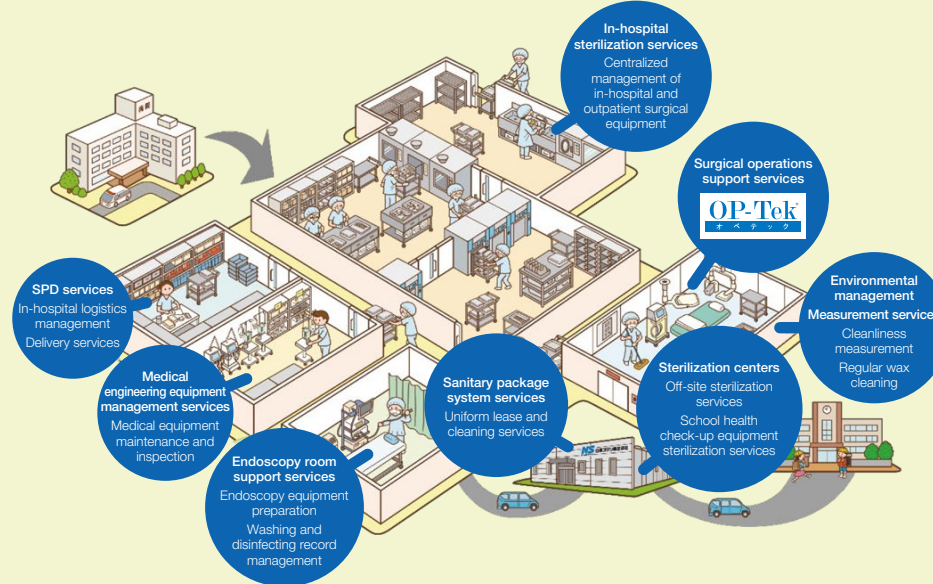 In-hospital
sterilization services
Centralized
management of
in-hospital and
outpatient surgical
equipment
Surgical operations
support services
OP-Tek
オペテック
Environmental
management
Measurement service
Cleanliness
measurement
Regular wax
cleaning
SPD services
In-hospital logistics
management
Delivery services
Medical
engineering equipment
management services
Medical equipment
maintenance and
inspection
Endoscopy room
support services
Endoscopy equipment
preparation
Washing and
disinfecting record
management
Sanitary package
system services
Uniform lease and
cleaning services
Sterilization centers
Off-site sterilization
services
School health
check-up equipment
sterilization services
NS